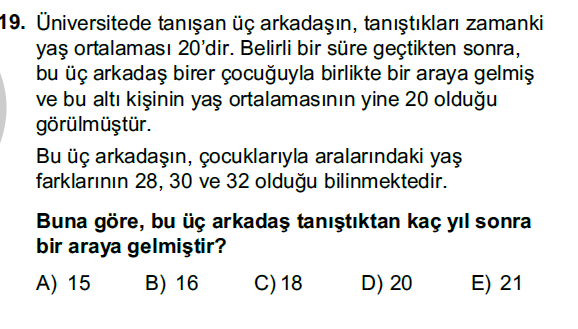 19. Üniversitede tanışan üç arkadaşın, tanıştıkları zamanki
yaş ortalaması 20’dir. Belirli bir süre geçtikten sonra,
bu üç arkadaş birer çocuğuyla birlikte bir araya gelmiş
ve bu altı kişinin yaş ortalamasının yine 20 olduğu
görülmüştür.
Bu üç arkadaşın, çocuklarıyla aralarındaki yaş
farklarının 28, 30 ve 32 olduğu bilinmektedir.
Buna göre, bu üç arkadaş tanıştıktan kaç yıl sonra
bir araya gelmiştir?
A) 15 B) 16 C) 18 D) 20 E) 21